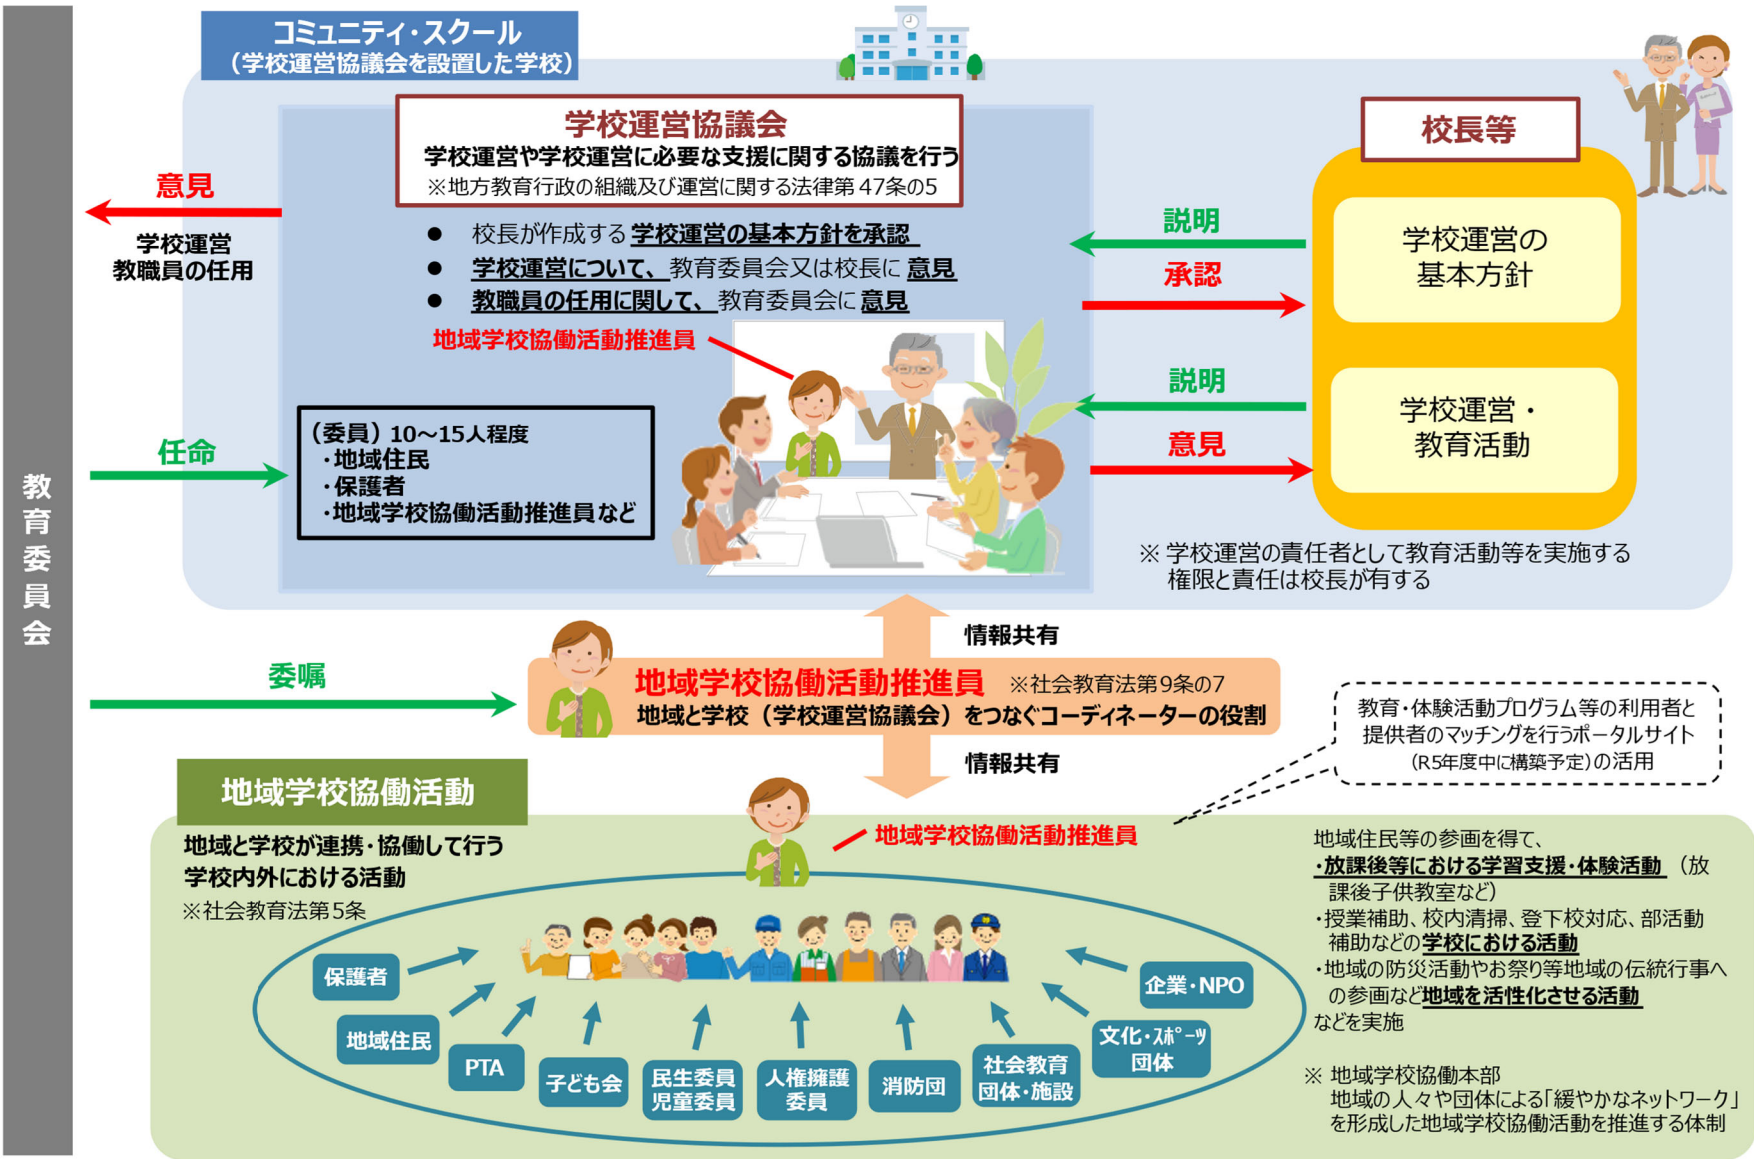 コミュニティ・スクール
(学校運営協議会を設置した学校)
学校運営協議会
学校運営や学校運営に必要な支援に関する協議を行う
※地方教育行政の組織及び運営に関する法律第47条の5
● 校長が作成する学校運営の基本方針を承認
● 学校運営について、教育委員会又は校長に意見
● 教職員の任用に関して、教育委員会に意見
地域学校協働活動推進員
(委員)10~15人程度
・地域住民
・保護者
・地域学校協働活動推進員など
意見
学校運営
教職員の任用
任命
教育委員会
校長等
説明
承認
学校運営の
基本方針
説明
意見
学校運営・
教育活動
※ 学校運営の責任者として教育活動等を実施する
権限と責任は校長が有する
情報共有
委嘱
地域学校協働活動推進員 ※社会教育法第9条の7
地域と学校(学校運営協議会)をつなぐコーディネーターの役割
情報共有
教育・体験活動プログラム等の利用者と
提供者のマッチングを行うポータルサイト
(R5年度中に構築予定)の活用
地域学校協働活動
地域と学校が連携・協働して行う
学校内外における活動
※社会教育法第5条
地域学校協働活動推進員
保護者
地域住民
PTA
子ども会
民生委員
児童委員
人権擁護
委員
消防団
社会教育
団体・施設
文化・スポーツ
団体
企業・NPO
地域住民等の参画を得て、
・放課後等における学習支援・体験活動 (放
課後子供教室など)
・授業補助、校内清掃、登下校対応、部活動
補助などの学校における活動
・地域の防災活動やお祭り等地域の伝統行事へ
の参画など地域を活性化させる活動
などを実施
※ 地域学校協働本部
地域の人々や団体による「緩やかなネットワーク」
を形成した地域学校協働活動を推進する体制